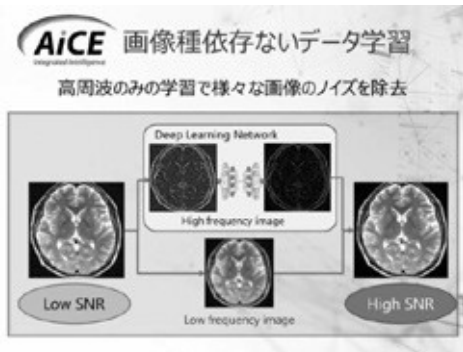 AiCE 画像種依存ないデータ学習
Integrated Intelligence
高周波のみの学習で様々な画像のノイズを除去
Deep Learning Network
High frequency image
Low SNR
High SNR
Low frequency image